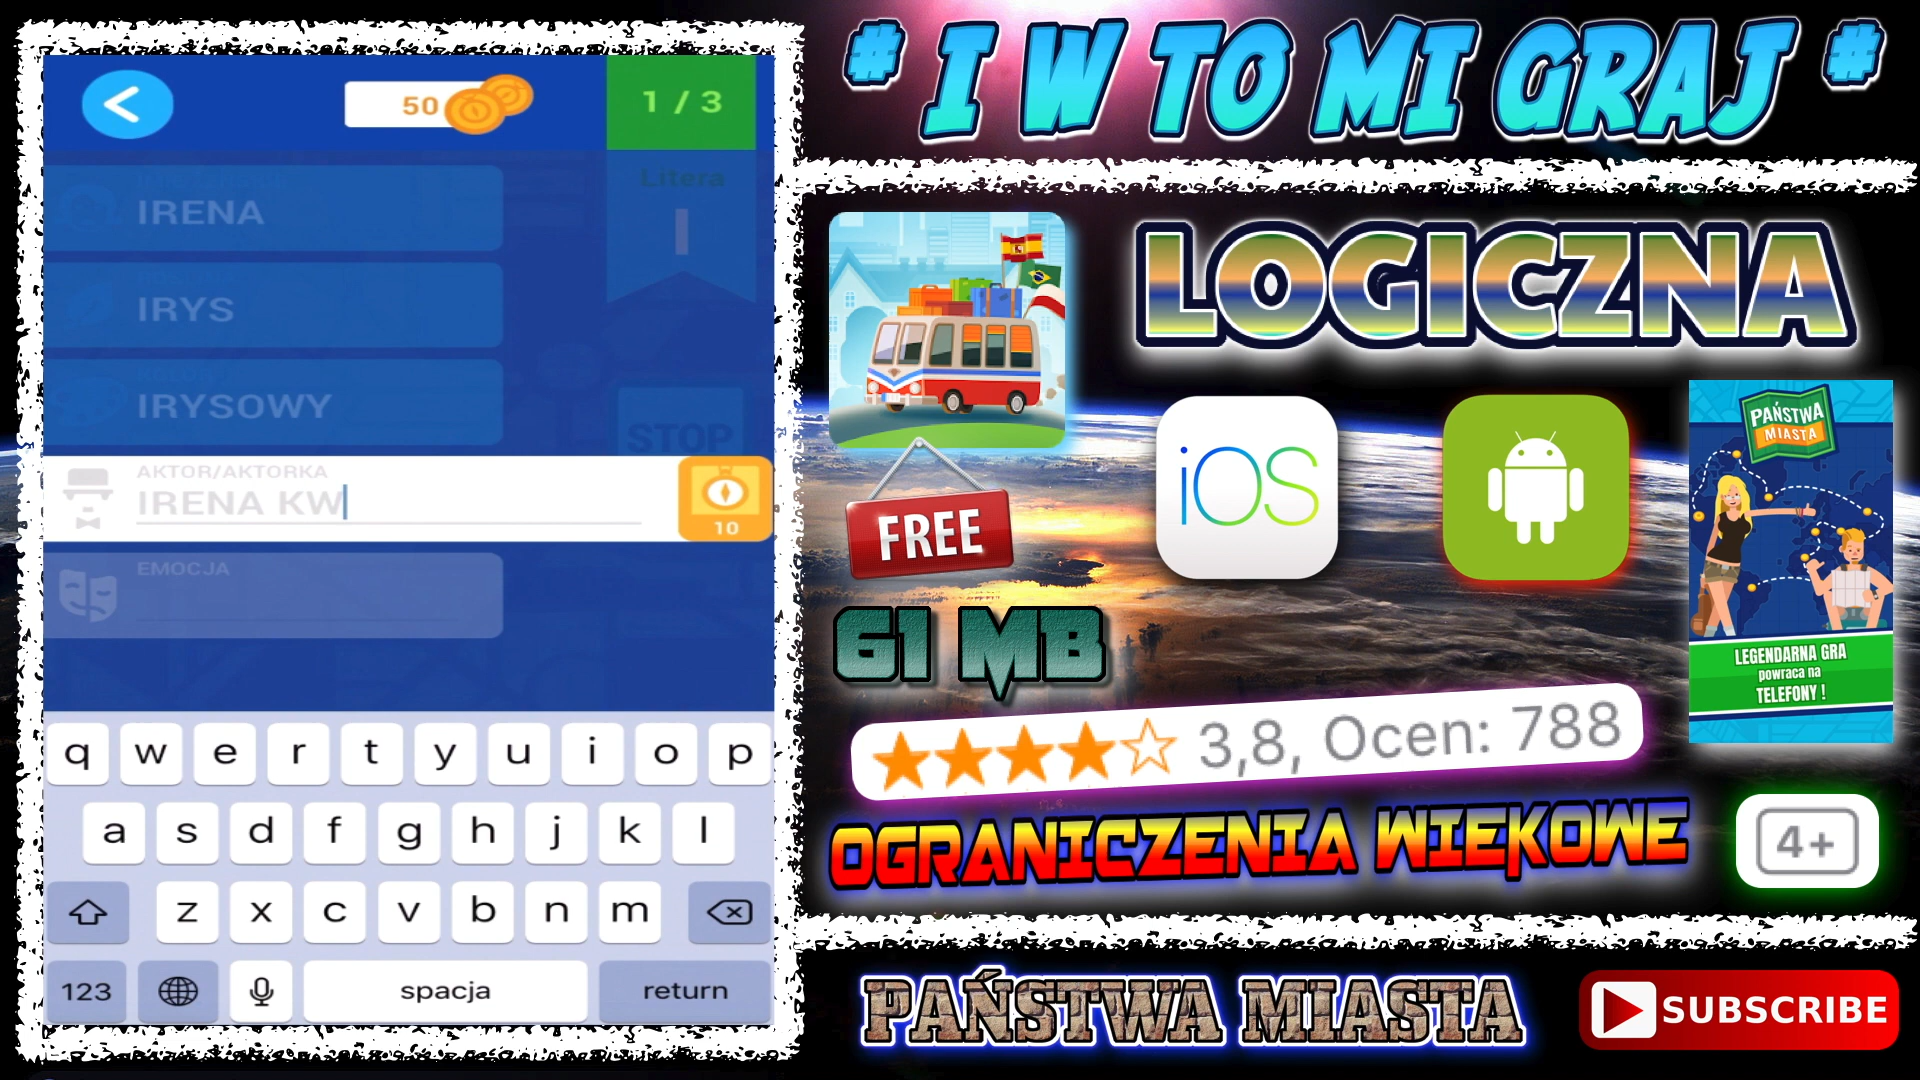 50
1 / 3
Litera
I
IRENA
IRYS
IRYSOWY
STOP
AKTOR/AKTORKA
IRENA KW
10
EMOCJA
q w e r t y u i o p
a s d f g h j k l
z x c v b n m
123 spacja return
* I W TO MI GRAJ *
LOGICZNA
FREE
iOS
PAŃSTWA
MIASTA
LEGENDARNA GRA
powraca na
TELEFONY !
61 MB
3,8, Ocen: 788
OGRANICZENIA WIĘKOWE
4+
PAŃSTWA MIASTA
SUBSCRIBE